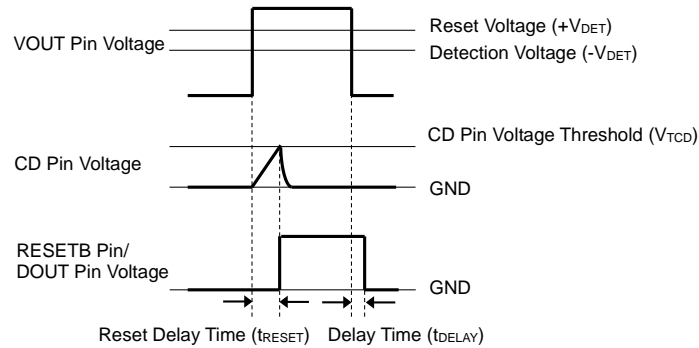 Reset Voltage (+VDET)
VOUT Pin Voltage
Detection Voltage (-VDET)
CD Pin Voltage Threshold (VTCD)
CD Pin Voltage
GND
RESETB Pin/
DOUT Pin Voltage
GND
Reset Delay Time (tRESET)
Delay Time (tDELAY)